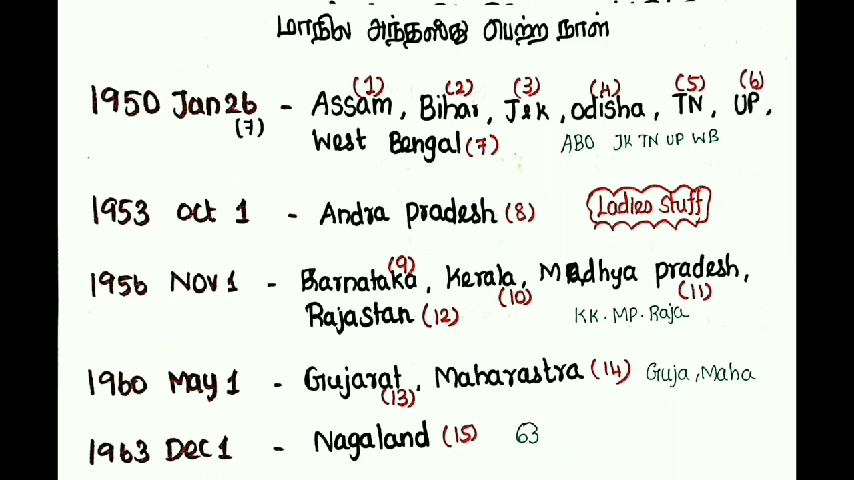 மாநில அந்தஸ்து பெற்ற நாள்
(1) (2) (3) (4) (5) (6)
1950 Jan 26 - Assam, Bihar, J&K, odisha, TN, UP,
(7) West Bengal (7) ABO JK TN UP WB
1953 oct 1 - Andra pradesh (8) Ladies Stuff
(9)
1956 Nov 1 - Karnataka, Kerala, Madhya pradesh,
(10) (11)
Rajastan (12) KK. MP. Raja
1960 May 1 - Gujarat, Maharastra (14) Guja, Maha
(13)
1963 Dec 1 - Nagaland (15) 63